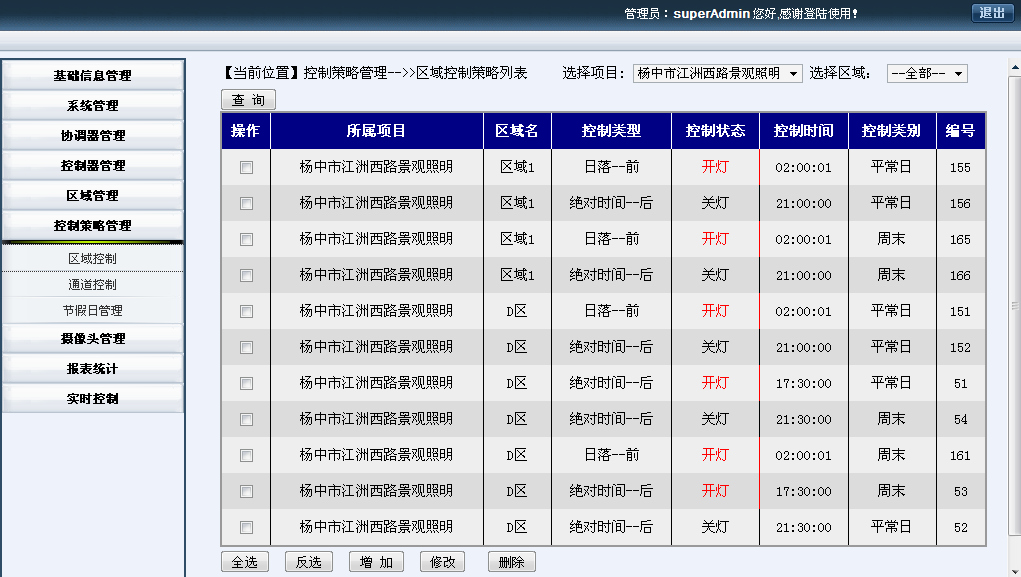 管理员：superAdmin 您好,感谢登陆使用! 退出
基础信息管理
系统管理
协调器管理
控制器管理
区域管理
控制策略管理
区域控制
通道控制
节假日管理
摄像头管理
报表统计
实时控制
【当前位置】控制策略管理-->>区域控制策略列表 选择项目： 杨中市江洲西路景观照明 选择区域： --全部--
查 询
操作 所属项目 区域名 控制类型 控制状态 控制时间 控制类别 编号
杨中市江洲西路景观照明 区域1 日落--前 开灯 02:00:01 平常日 155
杨中市江洲西路景观照明 区域1 绝对时间--后 关灯 21:00:00 平常日 156
杨中市江洲西路景观照明 区域1 日落--前 开灯 02:00:01 周末 165
杨中市江洲西路景观照明 区域1 绝对时间--后 关灯 21:00:00 周末 166
杨中市江洲西路景观照明 D区 日落--前 开灯 02:00:01 平常日 151
杨中市江洲西路景观照明 D区 绝对时间--后 关灯 21:00:00 平常日 152
杨中市江洲西路景观照明 D区 绝对时间--后 开灯 17:30:00 平常日 51
杨中市江洲西路景观照明 D区 绝对时间--后 关灯 21:30:00 周末 54
杨中市江洲西路景观照明 D区 日落--前 开灯 02:00:01 周末 161
杨中市江洲西路景观照明 D区 绝对时间--后 开灯 17:30:00 周末 53
杨中市江洲西路景观照明 D区 绝对时间--后 关灯 21:30:00 平常日 52
全选 反选 增 加 修改 删除